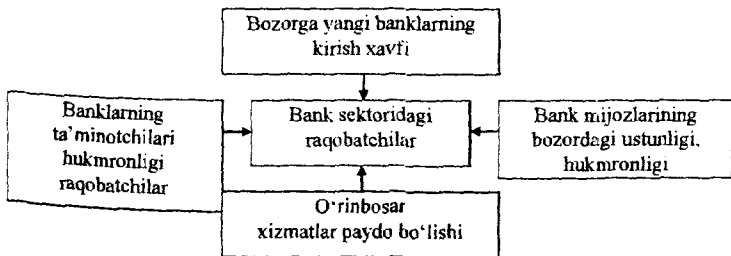 Bozorga yangi banklarning
kirish xavfi
Banklarning
ta'minotchilari
hukmronligi
raqobatchilar
Bank sektoridagi
raqobatchilar
Bank mijozlarining
bozordagi ustunligi,
hukmronligi
O'rinbosar
xizmatlar paydo bo'lishi